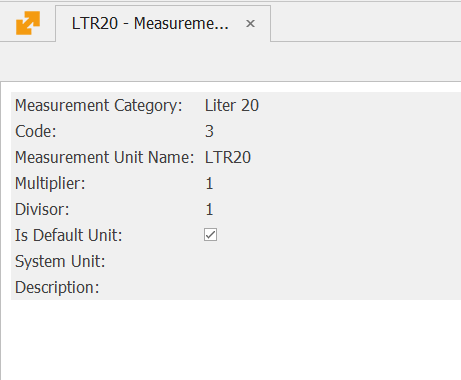 LTR20 - Measureme...
Measurement Category: Liter 20
Code: 3
Measurement Unit Name: LTR20
Multiplier: 1
Divisor: 1
Is Default Unit:
System Unit:
Description: